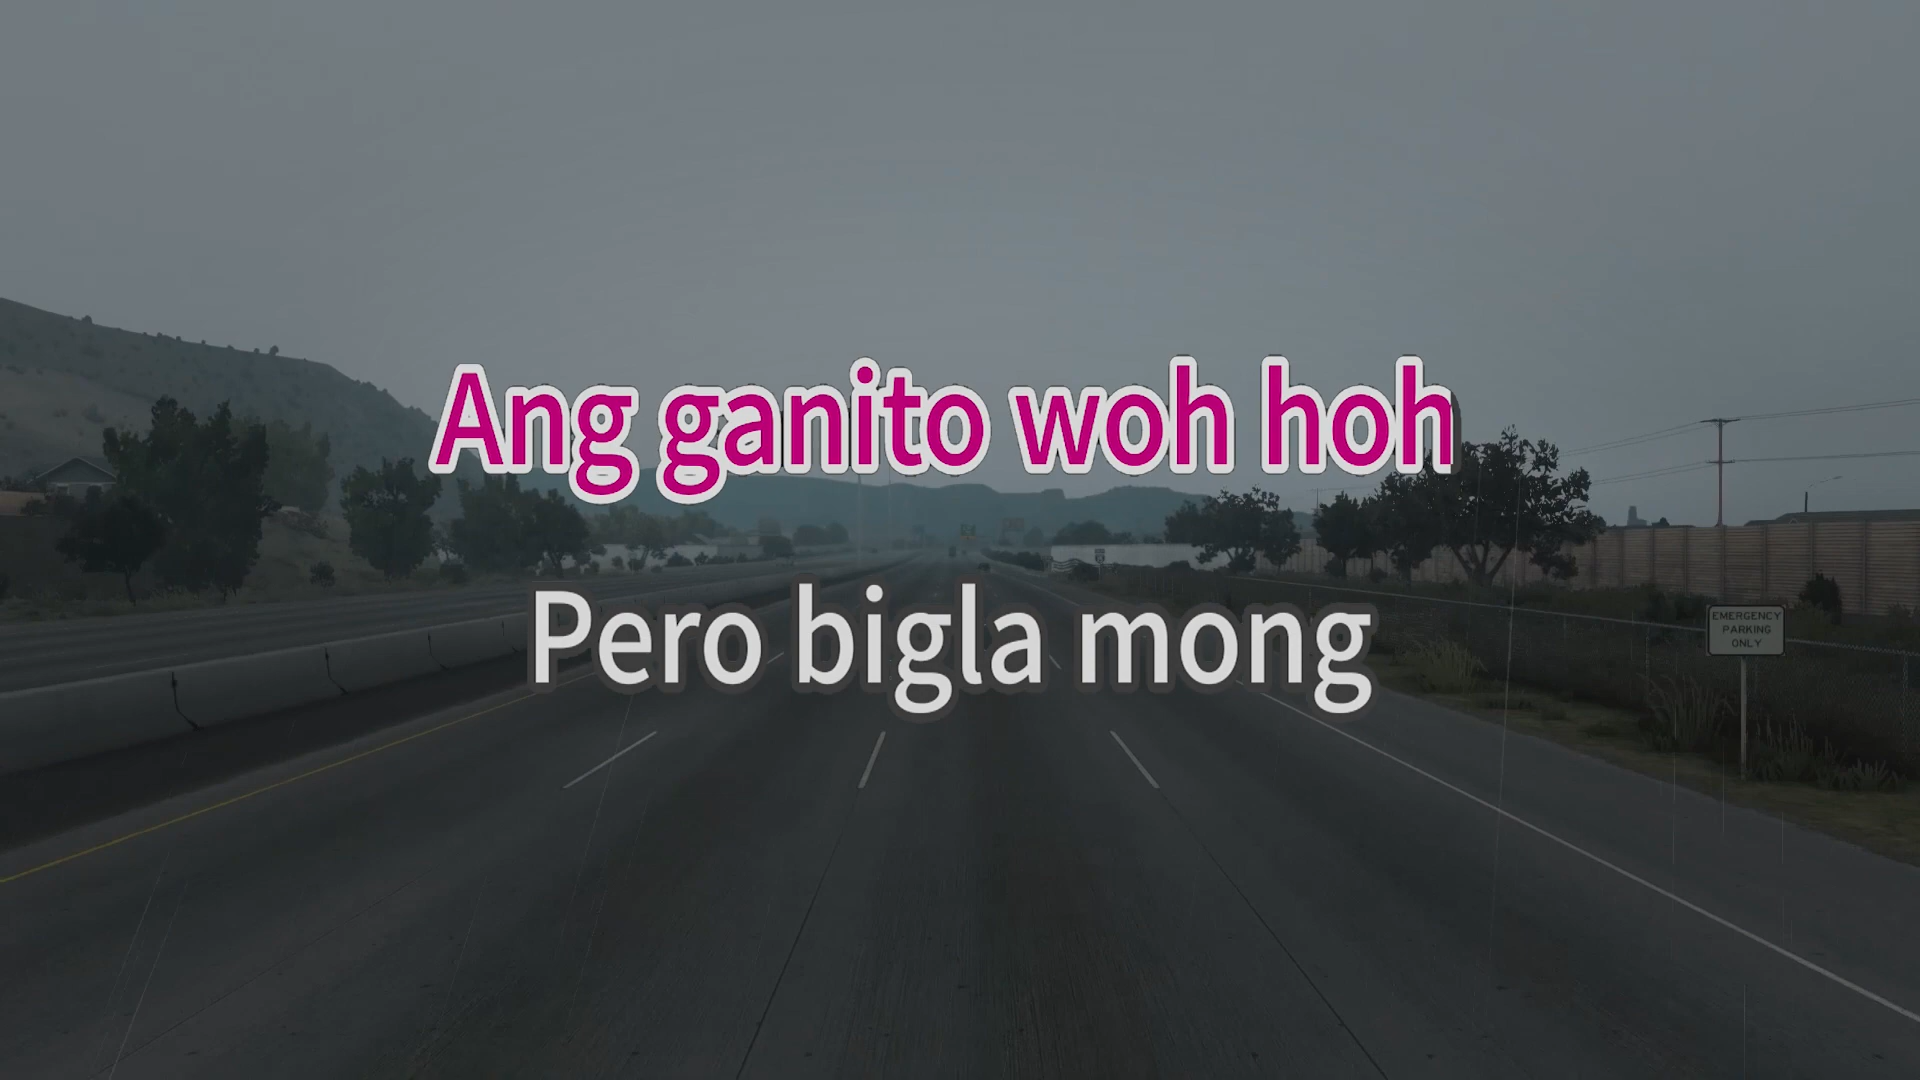 Ang ganito woh hoh
Pero bigla mong
EMERGENCY
PARKING
ONLY